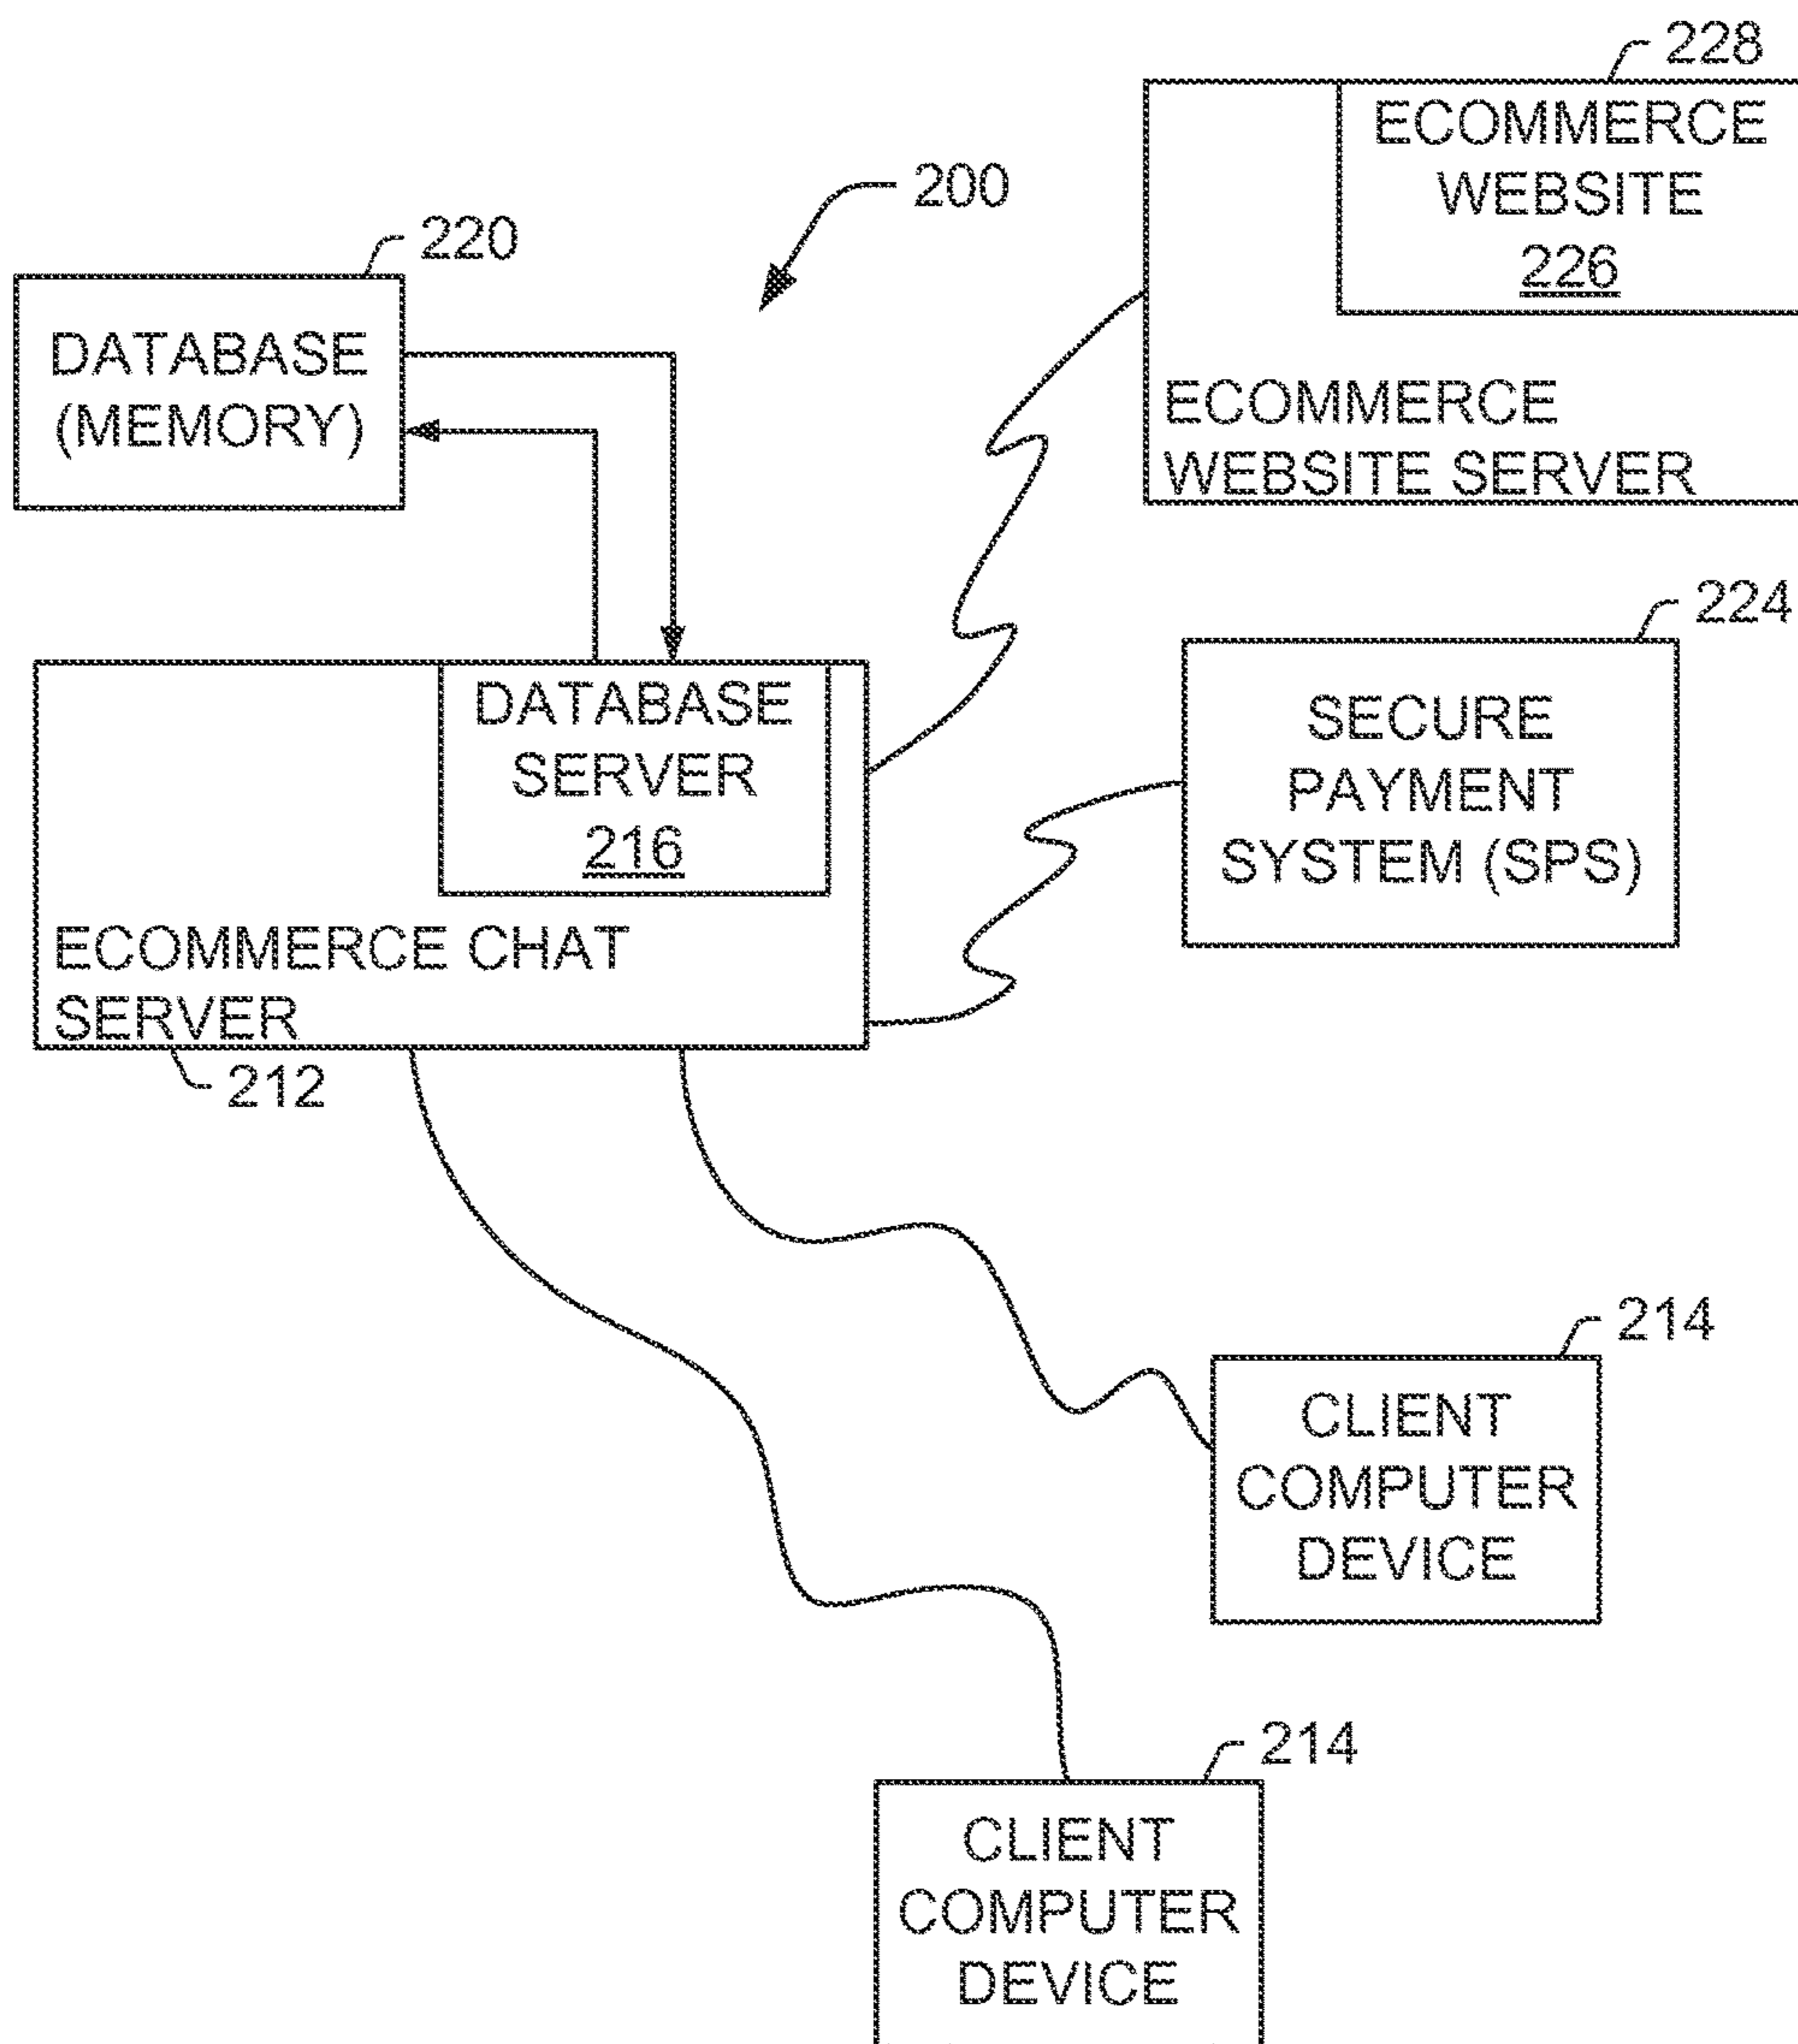 228
ECOMMERCE
WEBSITE
226
ECOMMERCE
WEBSITE SERVER
200
220
DATABASE
(MEMORY)
224
SECURE
PAYMENT
SYSTEM (SPS)
DATABASE
SERVER
216
ECOMMERCE CHAT
SERVER
212
214
CLIENT
COMPUTER
DEVICE
214
CLIENT
COMPUTER
DEVICE